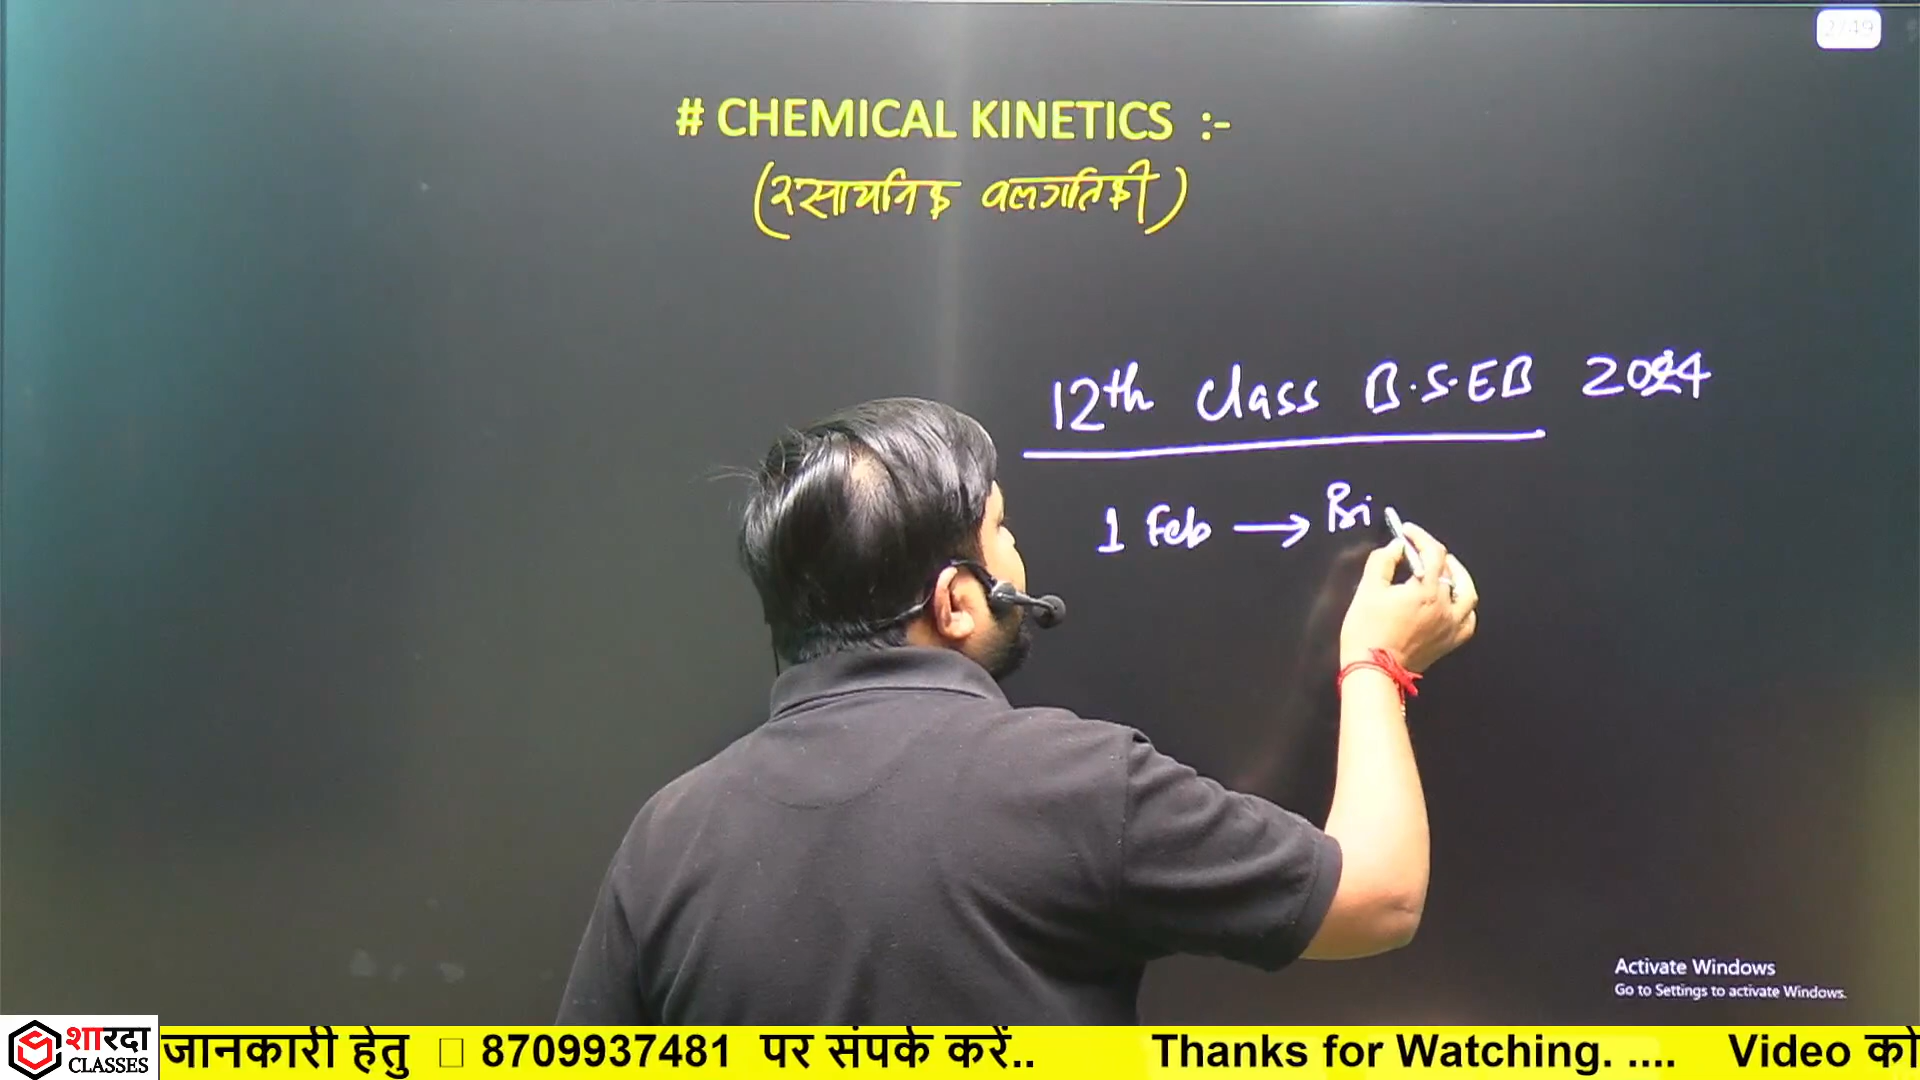 # CHEMICAL KINETICS :-
(रसायनिक बलगतिकी)
12th Class B.S.EB 2024
1 Feb → Bi
Activate Windows
Go to Settings to activate Windows.
शारदा
CLASSES
जानकारी हेतु 8709937481 पर संपर्क करें.. Thanks for Watching. .... Video को